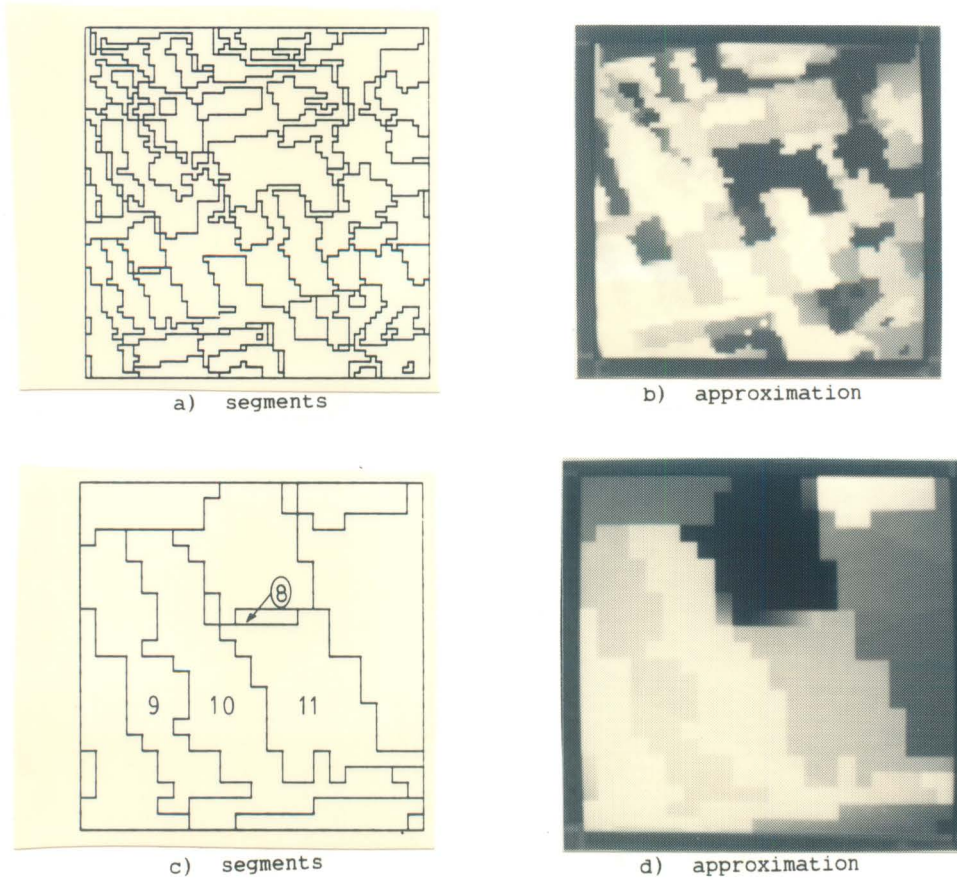 a) segments
b) approximation
8
9
10
11
c) segments
d) approximation